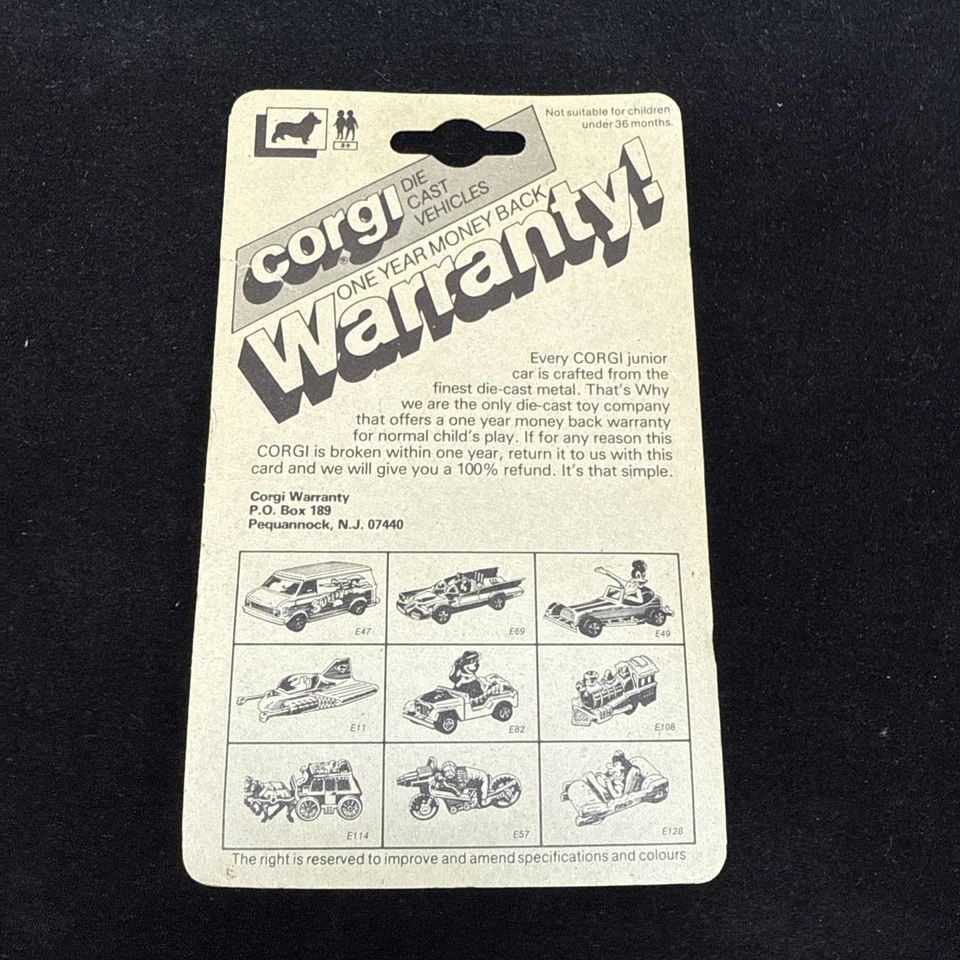 Not suitable for children
under 36 months.
corgi
®
DIE
CAST
VEHICLES
ONE YEAR MONEY BACK
Warranty!
Every CORGI junior
car is crafted from the
finest die-cast metal. That's Why
we are the only die-cast toy company
that offers a one year money back warranty
for normal child's play. If for any reason this
CORGI is broken within one year, return it to us with this
card and we will give you a 100% refund. It's that simple.
Corgi Warranty
P.O. Box 189
Pequannock, N.J. 07440
E47
E69
E49
E11
E82
E108
E114
E57
E128
The right is reserved to improve and amend specifications and colours